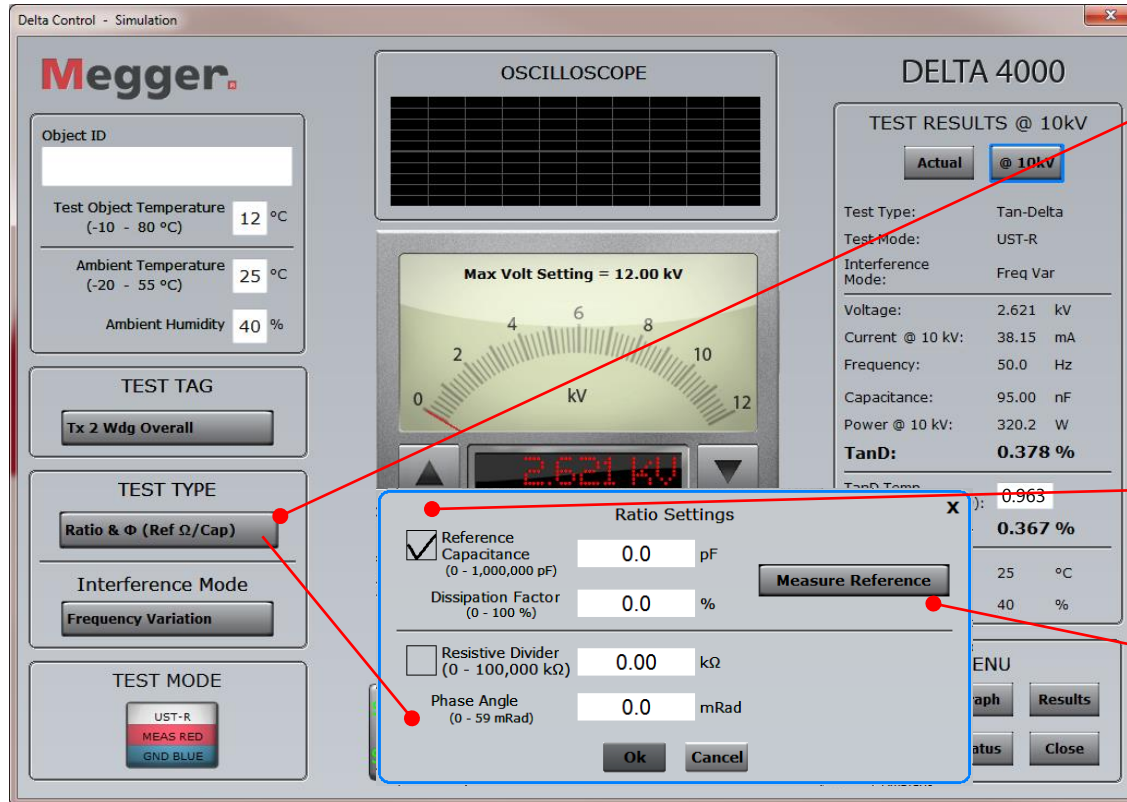 Delta Control - Simulation
x
Megger.
Object ID
Test Object Temperature
(-10 - 80 ºC)
12 °C
Ambient Temperature
(-20 - 55 ºC)
25 °C
Ambient Humidity 40 %
TEST TAG
Tx 2 Wdg Overall
TEST TYPE
Ratio & Φ (Ref Ω/Cap)
Interference Mode
Frequency Variation
TEST MODE
UST-R
MEAS RED
GND BLUE
OSCILLOSCOPE
Max Volt Setting = 12.00 kV
0 2 4 6 8 10 12
kV
2.621 kV
Ratio Settings
X
Reference
Capacitance
(0 - 1,000,000 pF)
0.0 pF
Measure Reference
Dissipation Factor
(0 - 100 %)
0.0 %
Resistive Divider
(0 - 100,000 kΩ)
0.00 kΩ
Phase Angle
(0 - 59 mRad)
0.0 mRad
Ok Cancel
DELTA 4000
TEST RESULTS @ 10kV
Actual @ 10kV
Test Type: Tan-Delta
Test Mode: UST-R
Interference
Mode:
Freq Var
Voltage: 2.621 kV
Current @ 10 kV: 38.15 mA
Frequency: 50.0 Hz
Capacitance: 95.00 nF
Power @ 10 kV: 320.2 W
TanD: 0.378 %
TanD Temp
): 0.963
0.367 %
25 °C
40 %
ENU
aph Results
atus Close